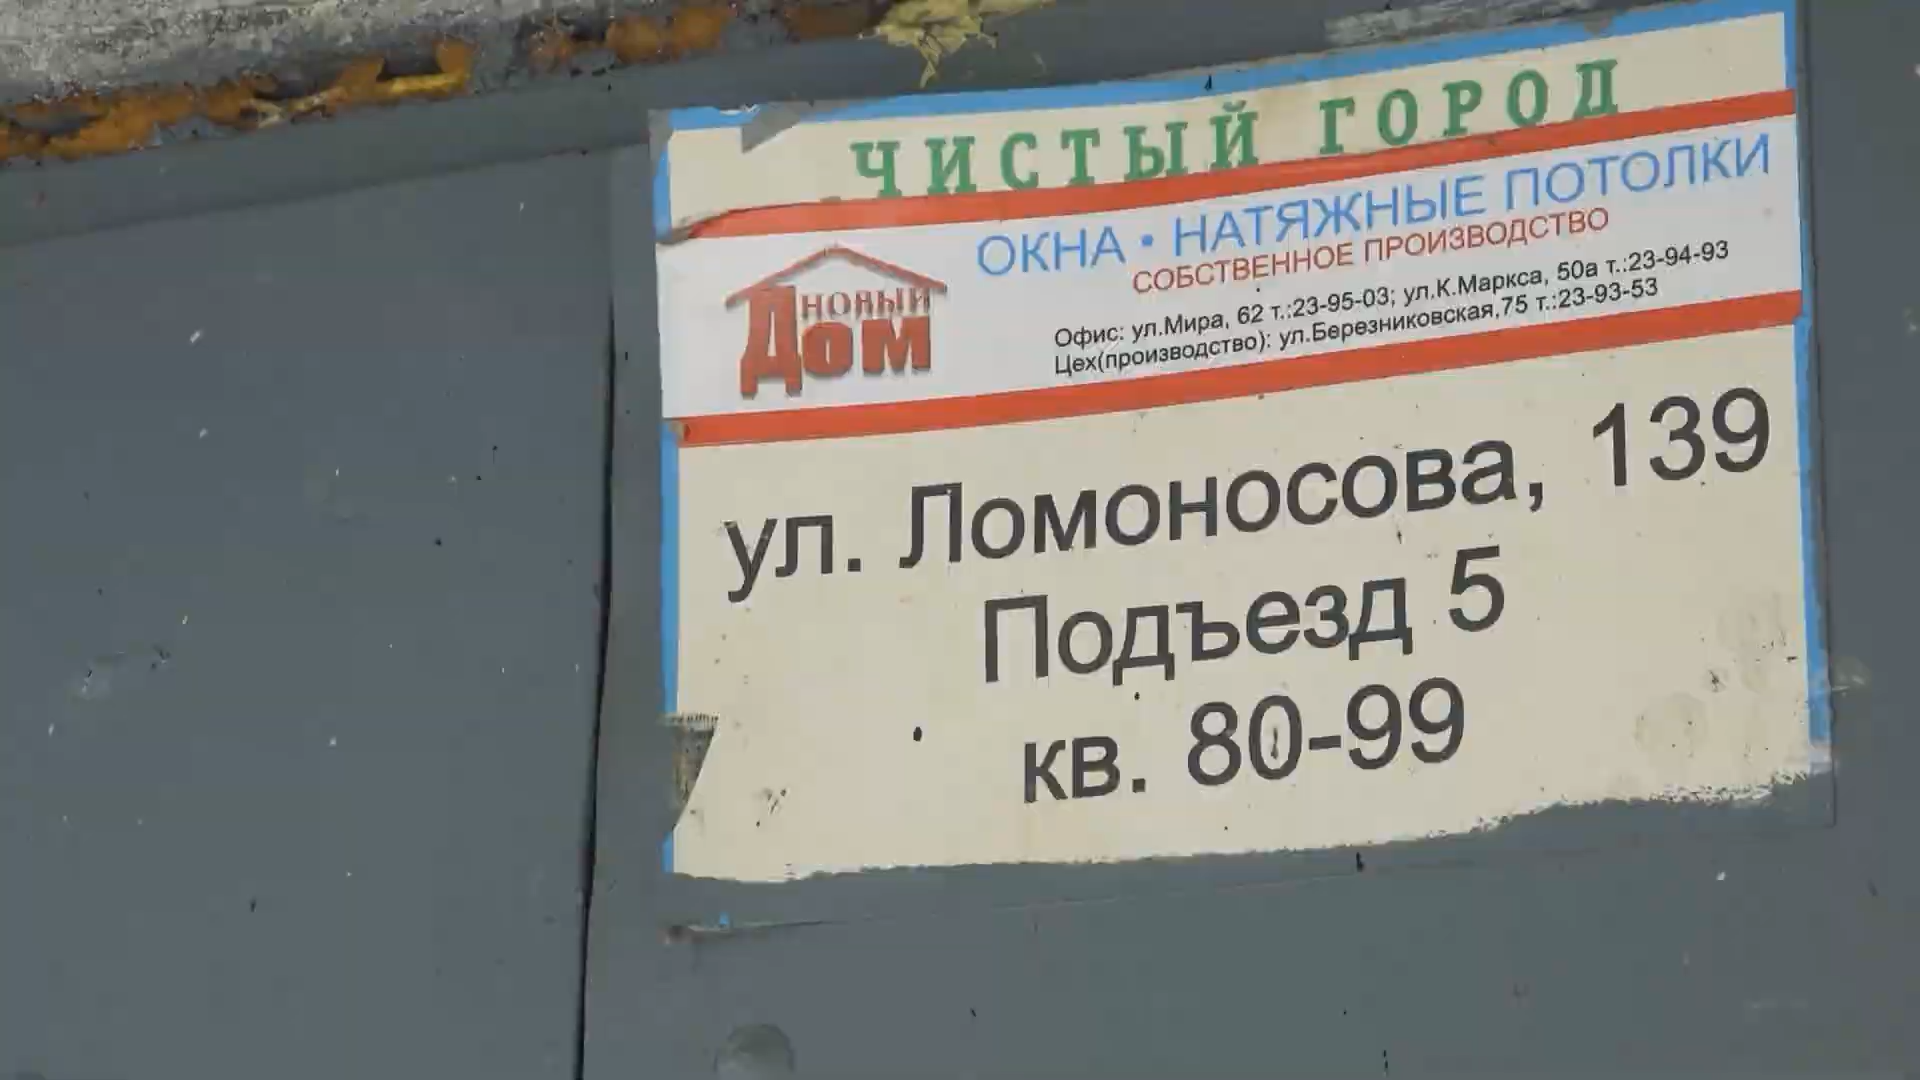 ЧИСТЫЙ ГОРОД
ОКНА • НАТЯЖНЫЕ ПОТОЛКИ
СОБСТВЕННОЕ ПРОИЗВОДСТВО
НОВЫЙ
ДОМ
Офис: ул.Мира, 62 т.:23-95-03; ул.К.Маркса, 50а т.:23-94-93
Цех(производство): ул.Березниковская,75 т.:23-93-53
ул. Ломоносова, 139
Подъезд 5
кв. 80-99